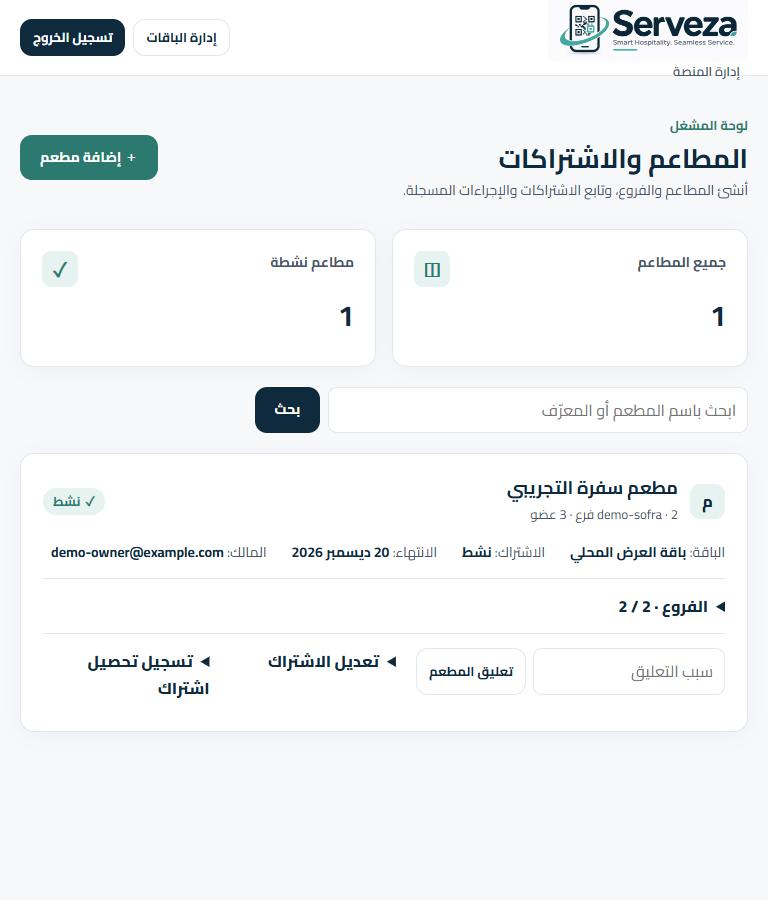 Serveza
Smart Hospitality. Seamless Service.
إدارة المنصة
إدارة الباقات
تسجيل الخروج
لوحة المشغل
المطاعم والاشتراكات
أنشئ المطاعم والفروع، وتابع الاشتراكات والإجراءات المسجلة.
+ إضافة مطعم
جميع المطاعم
1
مطاعم نشطة
✓
1
ابحث باسم المطعم أو المعرّف
بحث
م
مطعم سفرة التجريبي
demo-sofra · 2 فرع · 3 عضو
✓ نشط
الباقة: باقة العرض المحلي
الاشتراك: نشط
الانتهاء: 20 ديسمبر 2026
المالك: demo-owner@example.com
◀ الفروع · 2 / 2
سبب التعليق
تعليق المطعم
◀ تعديل الاشتراك
◀ تسجيل تحصيل
اشتراك